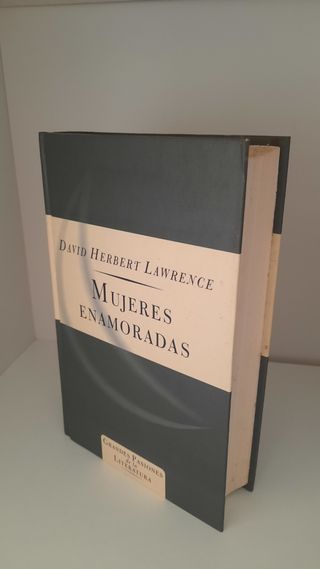 DAVID HERBERT LAWRENCE
MUJERES
ENAMORADAS
GRANDES PASIONES
de la
LITERATURA